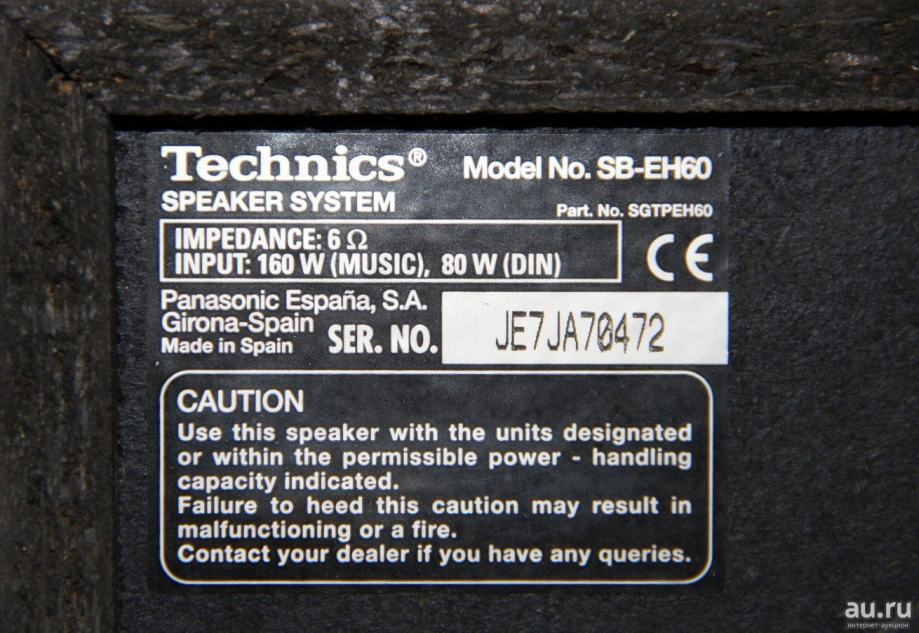 Technics® Model No. SB-EH60
SPEAKER SYSTEM Part. No. SGTPEH60
IMPEDANCE: 6 Ω
INPUT: 160 W (MUSIC), 80 W (DIN)
CE
Panasonic España, S.A.
Girona-Spain
Made in Spain SER. NO. JE7JA70472
CAUTION
Use this speaker with the units designated
or within the permissible power - handling
capacity indicated.
Failure to heed this caution may result in
malfunctioning or a fire.
Contact your dealer if you have any queries.
au.ru
интернет-аукцион